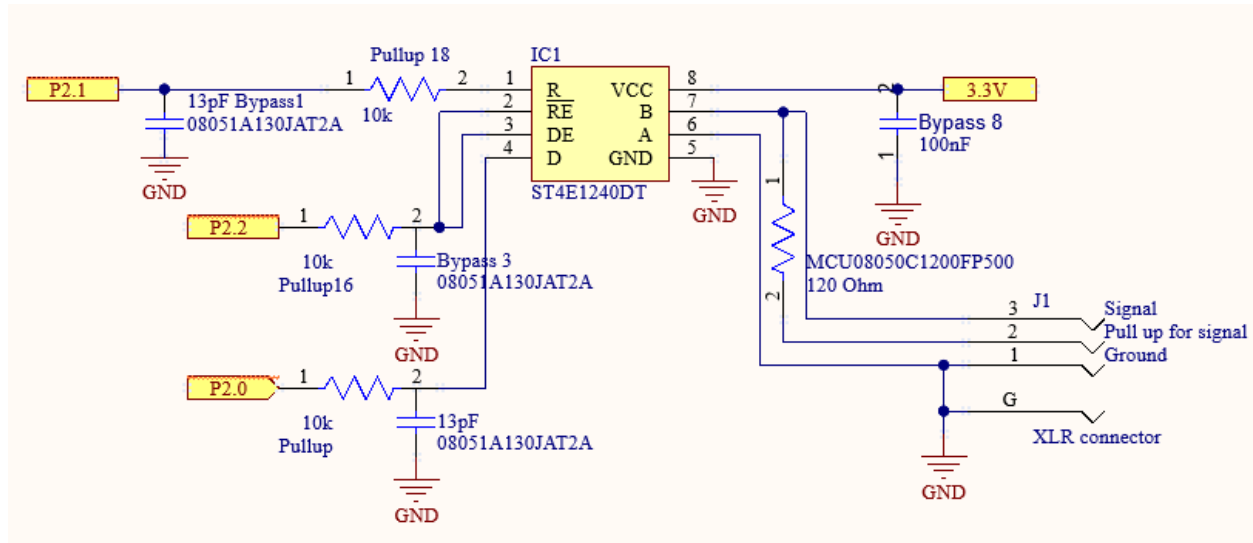 Pullup 18
IC1
P2.1
1
2
10k
13pF Bypass1
08051A130JAT2A
GND
1
2
3
4
R
RE
DE
D
VCC
B
A
GND
8
7
6
5
ST4E1240DT
GND
2
3.3V
Bypass 8
100nF
1
GND
P2.2
1
2
10k
Pullup16
Bypass 3
08051A130JAT2A
GND
1
MCU08050C1200FP500
120 Ohm
2
J1
3
Signal
2
Pull up for signal
1
Ground
G
XLR connector
GND
P2.0
1
2
10k
Pullup
13pF
08051A130JAT2A
GND